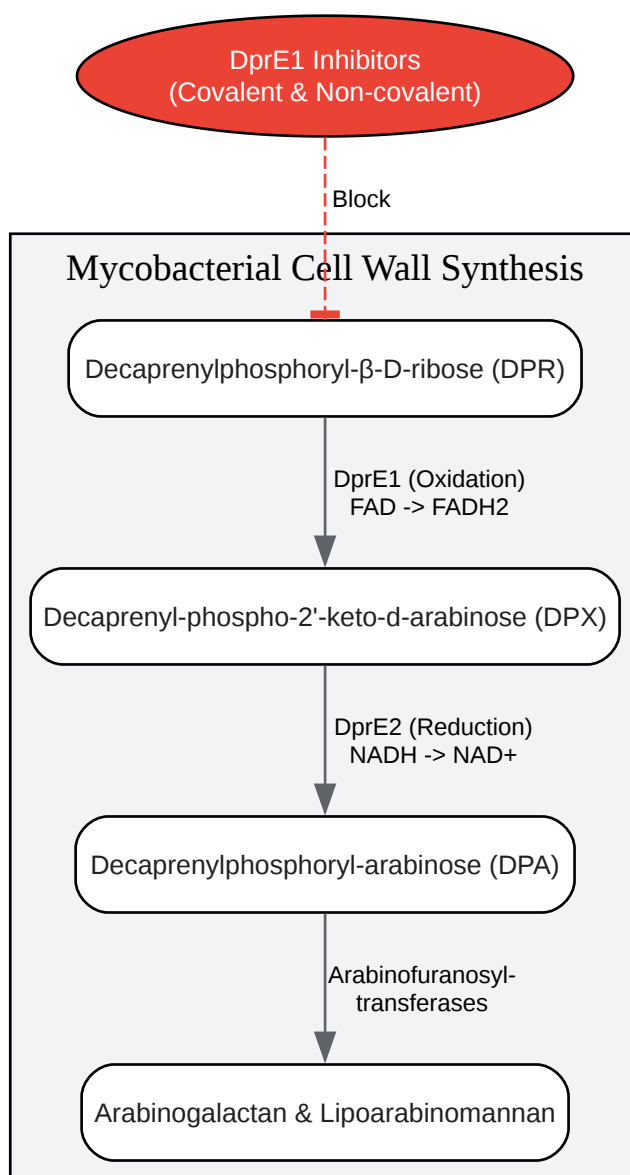 DprE1 Inhibitors
(Covalent & Non-covalent)
Block
Mycobacterial Cell Wall Synthesis
Decaprenylphosphoryl-β-D-ribose (DPR)
DprE1 (Oxidation)
FAD -> FADH2
Decaprenyl-phospho-2'-keto-d-arabinose (DPX)
DprE2 (Reduction)
NADH -> NAD+
Decaprenylphosphoryl-arabinose (DPA)
Arabinofuranosyl-
transferases
Arabinogalactan & Lipoarabinomannan